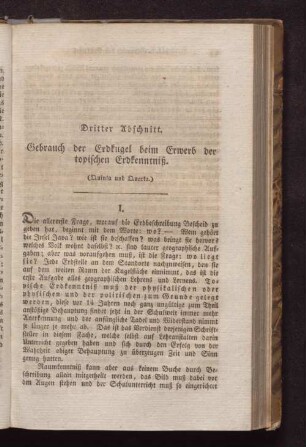 Dritter Abschnitt.
Gebrauch der Erdkugel beim Erwerb der
topischen Erdkenntniß.
(Quinta und Quarta.)
1.
Die allererste Frage, worauf die Erdbeschreibung Bescheid zu
geben hat, beginnt mit dem Worte: wo? — Wem gehört
die Insel Java? wie ist sie beschaffen? was bringt sie hervor?
welches Volk wohnt daselbst? u. s. w. sind lauter geographische Auf-
gaben; aber was vorausgehen muß, ist die Frage: wo liegt
sie? Jede Erdstelle an dem Standorte nachzuweisen, den sie
auf dem weiten Raum der Kugelfläche einnimmt, das ist die
erste Aufgabe alles geographischen Lehrens und Lernens. To-
pische Erdkenntniß muß der physikalischen oder
physischen und der politischen zum Grunde gelegt
werden, diese vor 14 Jahren noch ganz unerhörte zum Theil
anstößige Behauptung findet jetzt in der Schulwelt immer mehr
Anerkennung und der anfängliche Tadel und Widerstand nimmt
je länger je mehr ab. Das ist das Verdienst derjenigen Schrift-
steller in diesem Fache, welche selbst auf Lehranstalten darin
Unterricht gegeben haben und sich durch den Erfolg von der
Wahrheit obiger Behauptung zu überzeugen Zeit und Sinn
genug hatten.
Raumkenntniß kann aber aus keinem Buche durch Be-
schreibung allein mitgetheilt werden, das Bild muß dabei vor
den Augen stehen und der Schulunterricht muß so eingerichtet